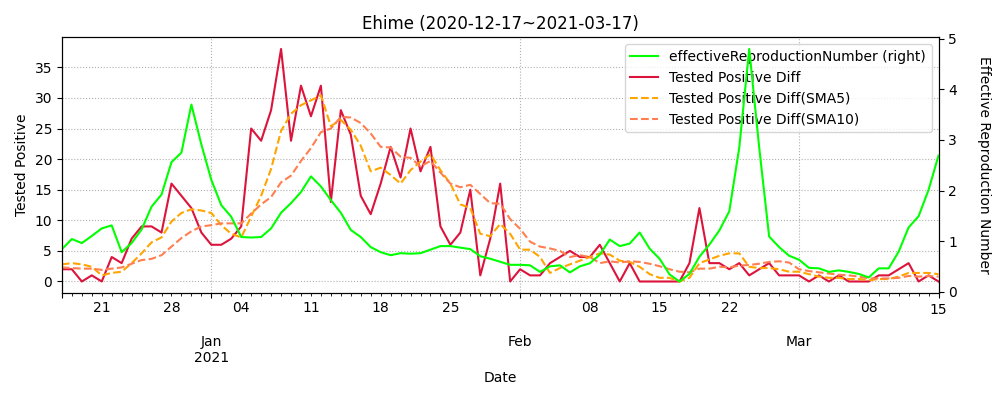 Ehime (2020-12-17~2021-03-17)
effectiveReproductionNumber (right)
Tested Positive Diff
Tested Positive Diff(SMA5)
Tested Positive Diff(SMA10)
Tested Positive
35
30
25
20
15
10
5
0
Effective Reproduction Number
5
4
3
2
1
0
21 28 04 11 18 25 08 15 22 08 15
Jan Feb Mar
2021
Date